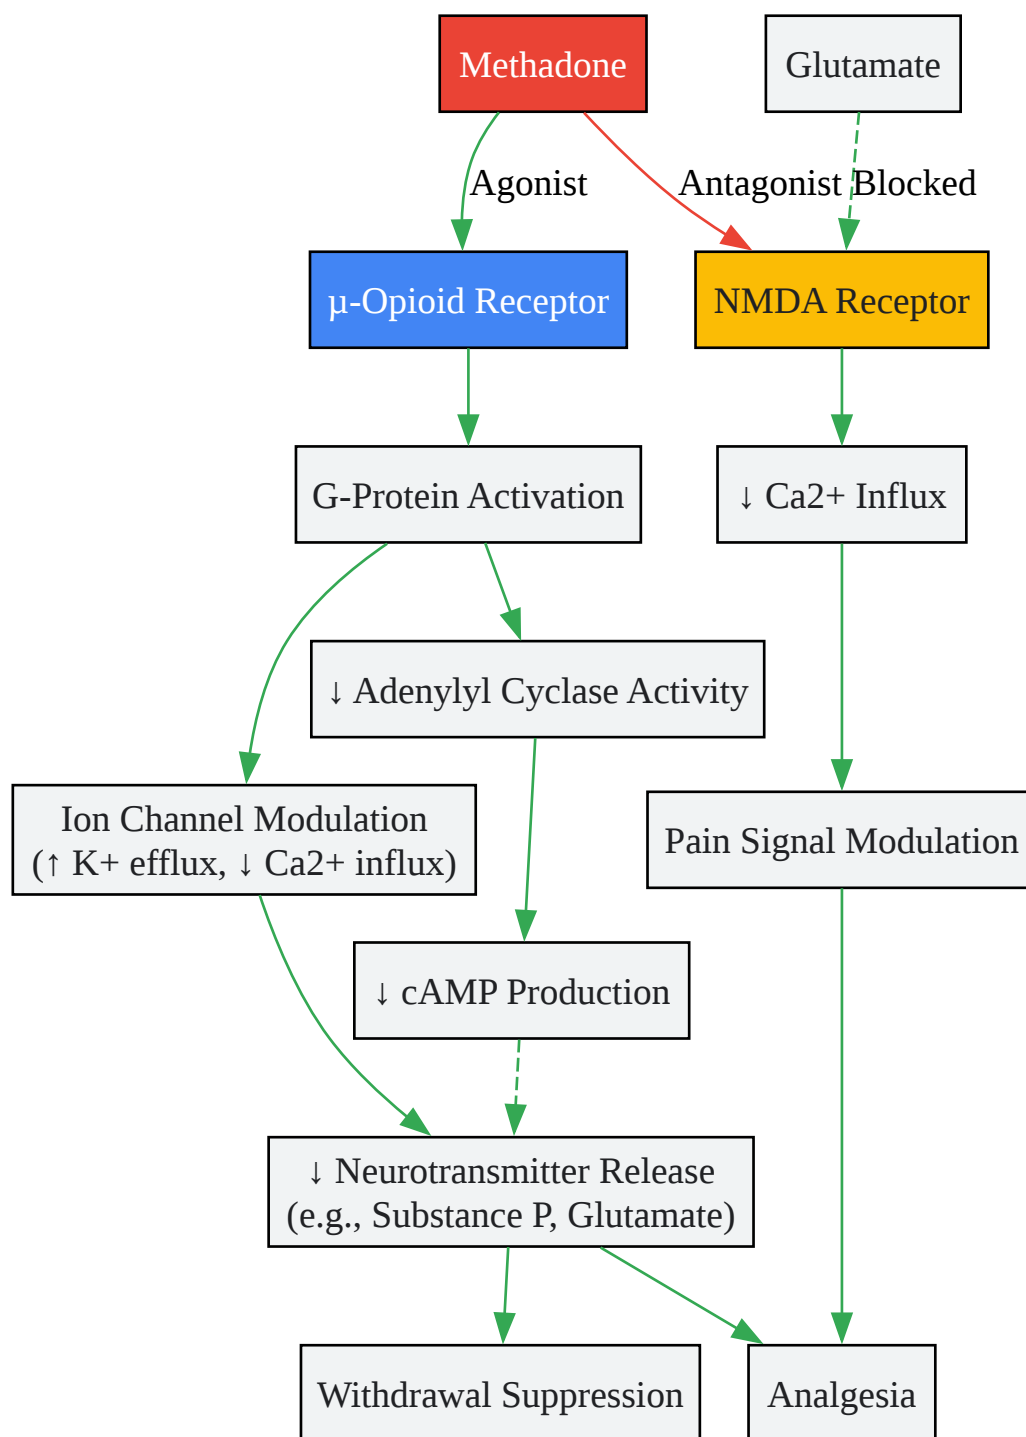 Methadone
Glutamate
Agonist
Antagonist
Blocked
µ-Opioid Receptor
NMDA Receptor
G-Protein Activation
↓ Ca2+ Influx
↓ Adenylyl Cyclase Activity
Ion Channel Modulation
(↑ K+ efflux, ↓ Ca2+ influx)
Pain Signal Modulation
↓ cAMP Production
↓ Neurotransmitter Release
(e.g., Substance P, Glutamate)
Withdrawal Suppression
Analgesia